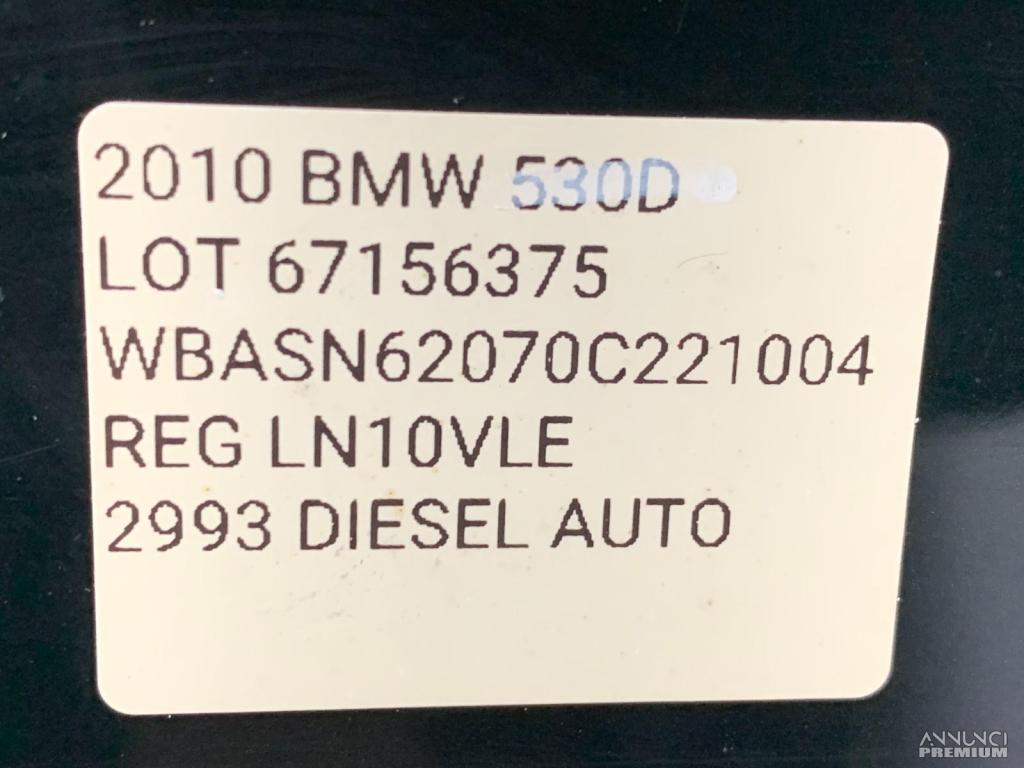 2010 BMW 530D
LOT 67156375
WBASN62070C221004
REG LN10VLE
2993 DIESEL AUTO
ANNUNCI
PREMIUM